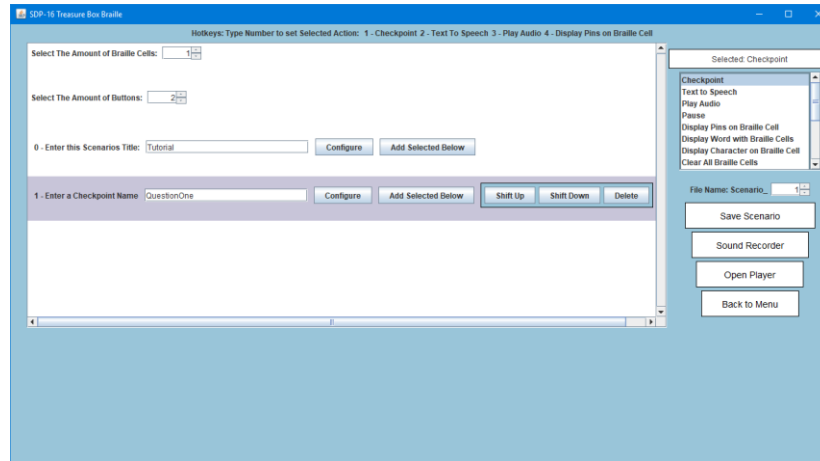 SDP-16 Treasure Box Braille
Hotkeys: Type Number to set Selected Action: 1 - Checkpoint 2 - Text To Speech 3 - Play Audio 4 - Display Pins on Braille Cell
Select The Amount of Braille Cells: 1
Select The Amount of Buttons: 2
0 - Enter this Scenarios Title: Tutorial Configure Add Selected Below
1 - Enter a Checkpoint Name QuestionOne Configure Add Selected Below Shift Up Shift Down Delete
Selected: Checkpoint
Checkpoint
Text to Speech
Play Audio
Pause
Display Pins on Braille Cell
Display Word with Braille Cells
Display Character on Braille Cell
Clear All Braille Cells
File Name: Scenario_ 1
Save Scenario
Sound Recorder
Open Player
Back to Menu